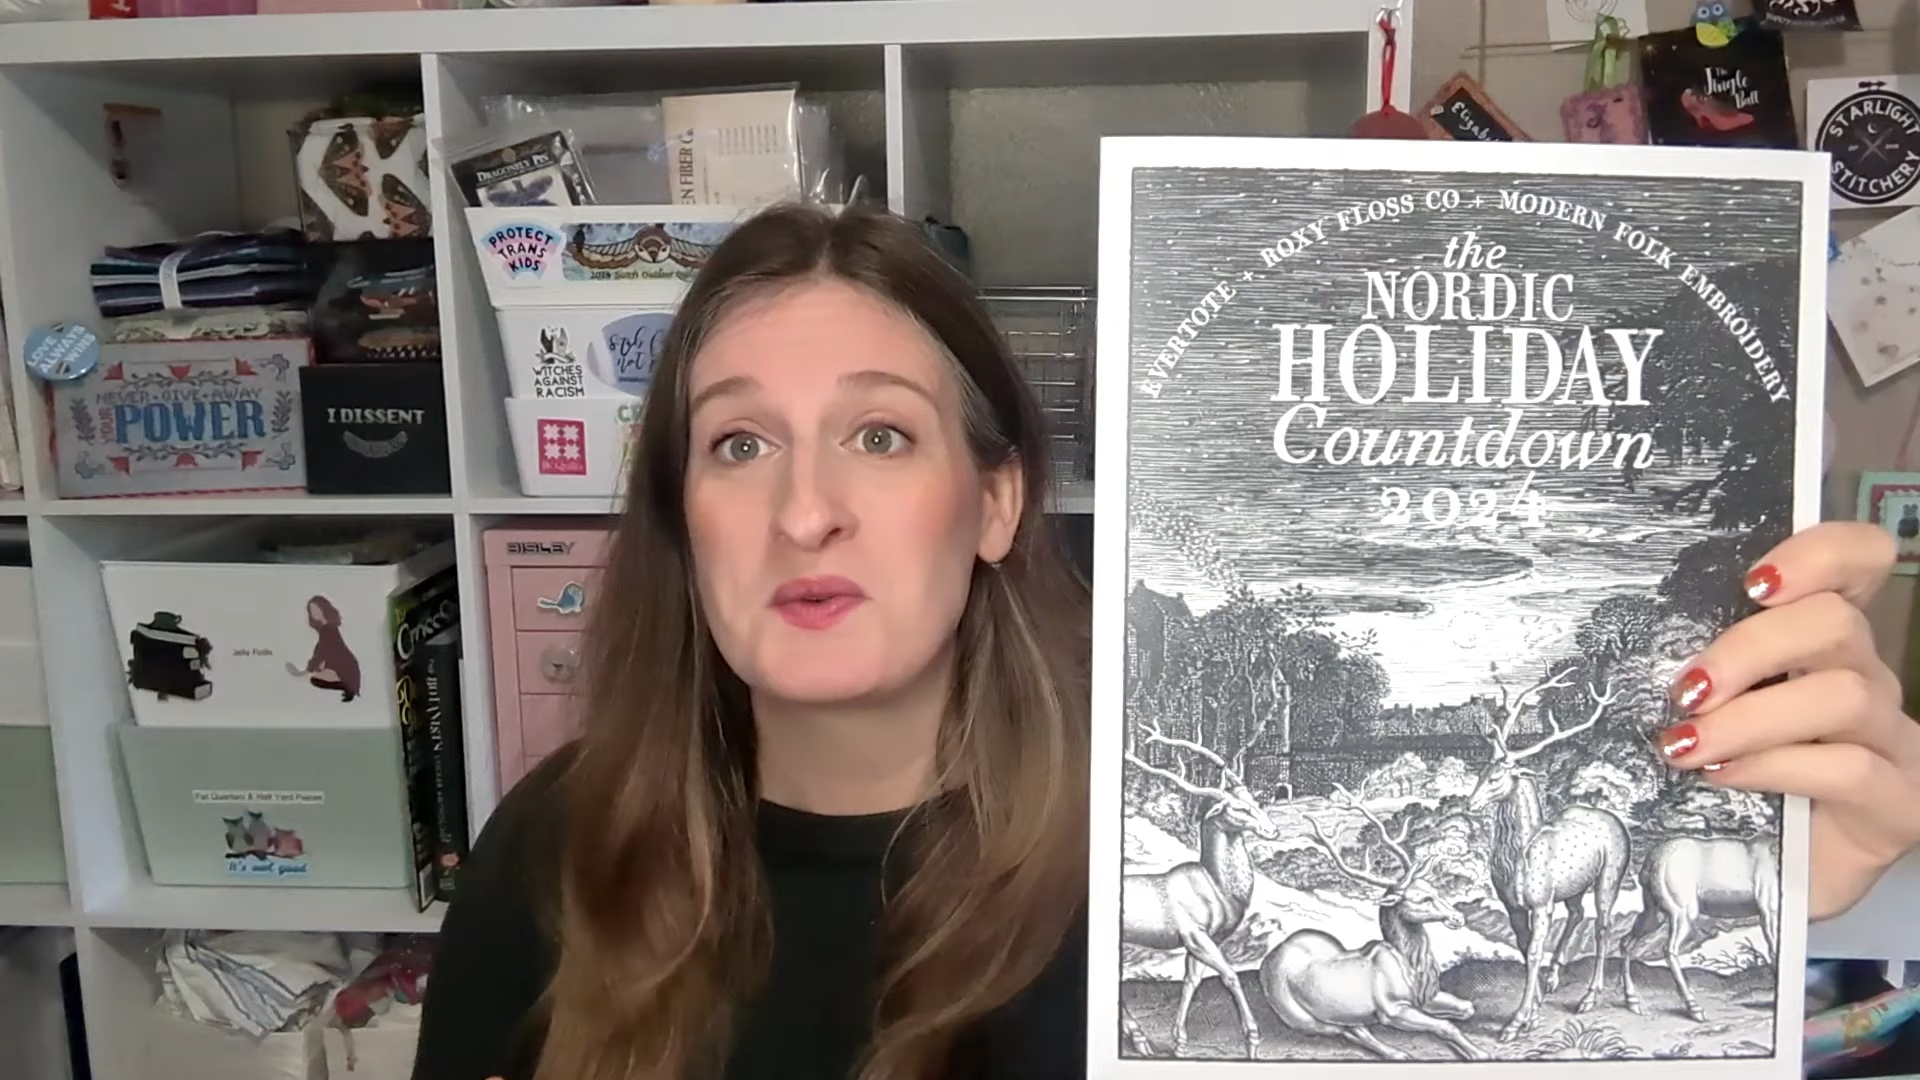 The
Jingle
Ball
STARLIGHT
STITCHERY
DRAGONFLY PIN
PROTECT
TRANS
KIDS
WITCHES
AGAINST
RACISM
LOVE
ALWAYS
WINS
NEVER • GIVE • AWAY
YOUR
POWER
I DISSENT
BISLEY
Jelly Rolls
Fat Quarters & Half Yard Pieces
It's owl good
EVERTOTE + ROXY FLOSS CO + MODERN FOLK EMBROIDERY
the
NORDIC
HOLIDAY
Countdown
2024